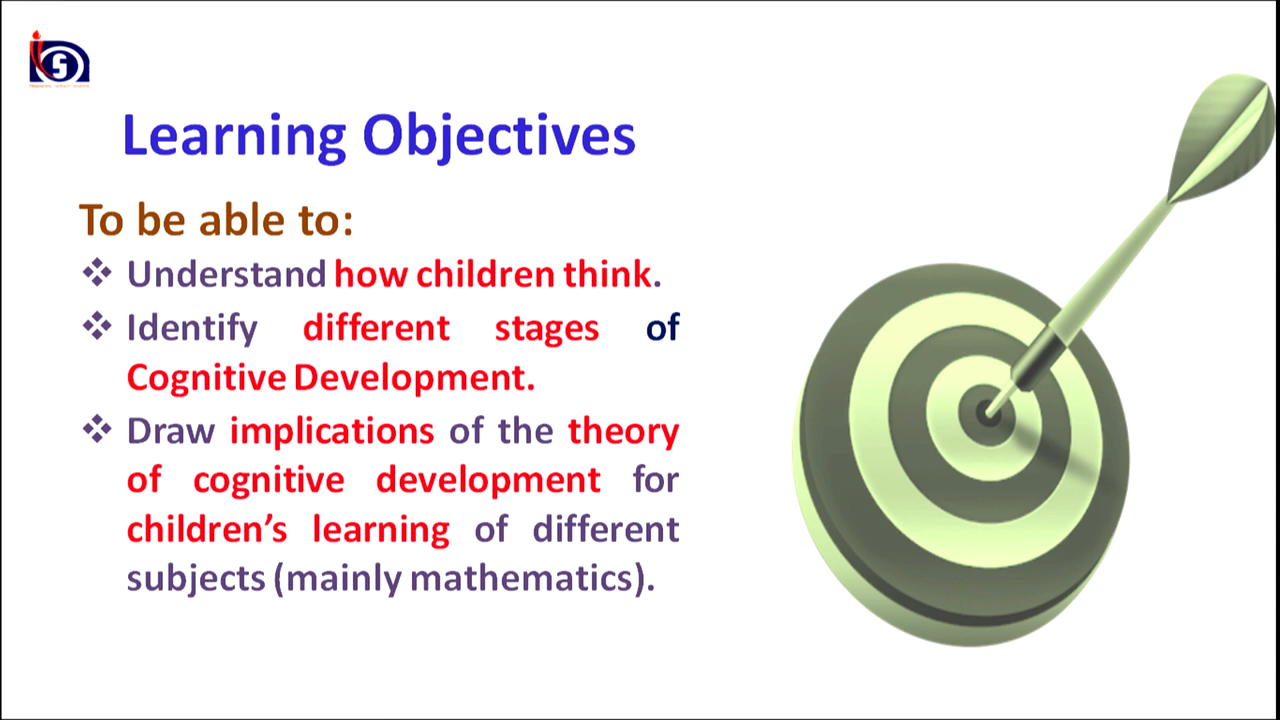 Learning Objectives
To be able to:
❖ Understand how children think.
❖ Identify different stages of
Cognitive Development.
❖ Draw implications of the theory
of cognitive development for
children's learning of different
subjects (mainly mathematics).